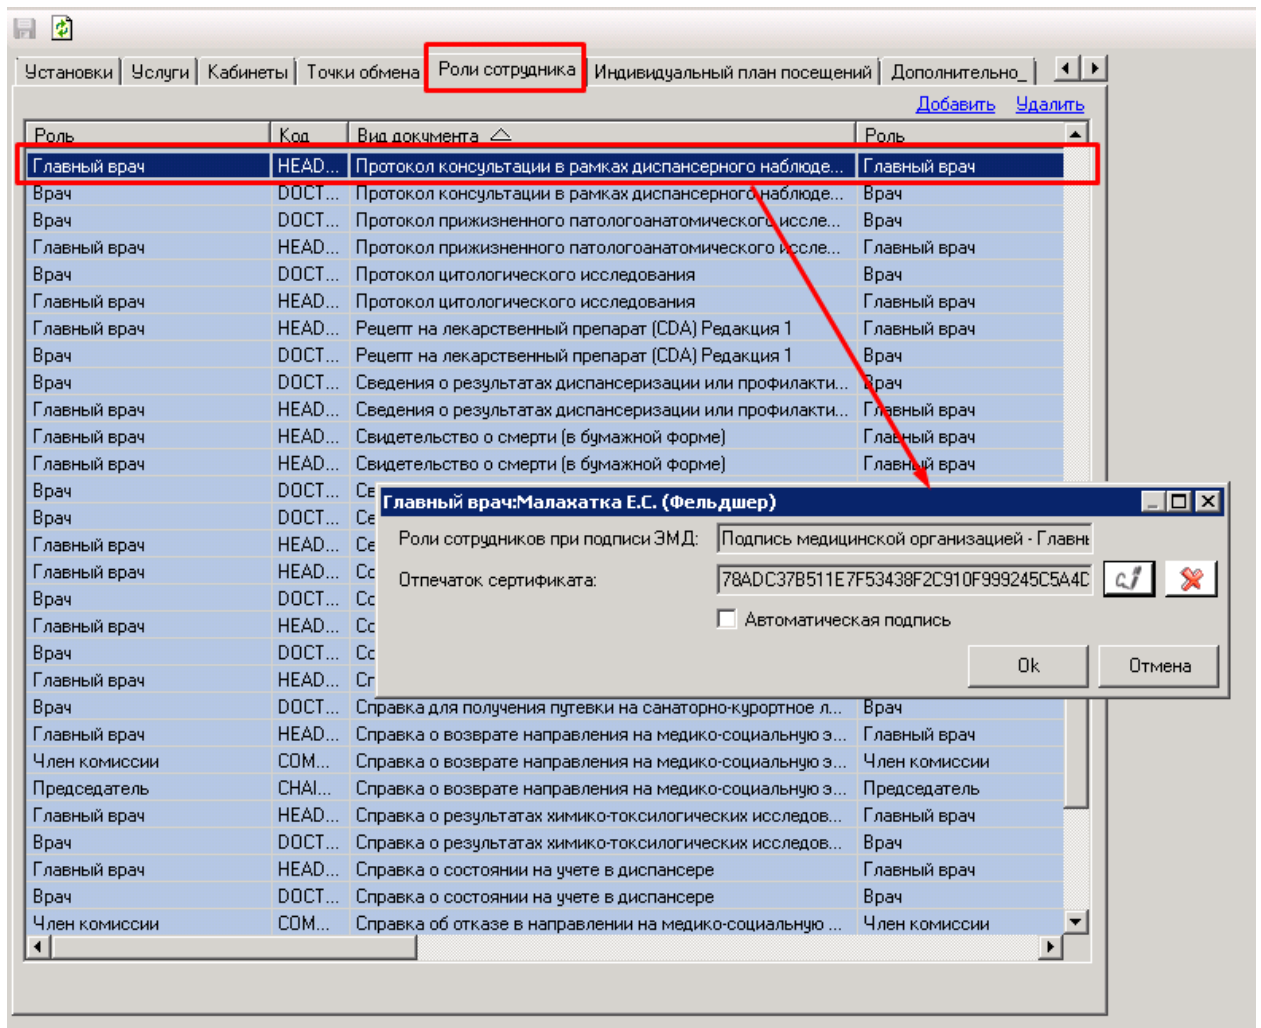 Установки Услуги Кабинеты Точки обмена Роли сотрудника Индивидуальный план посещений Дополнительно_
Добавить Удалить
Роль Код Вид документа Роль
Главный врач HEAD... Протокол консультации в рамках диспансерного наблюде... Главный врач
Врач DOCT... Протокол консультации в рамках диспансерного наблюде... Врач
Врач DOCT... Протокол прижизненного патологоанатомического иссле... Врач
Главный врач HEAD... Протокол прижизненного патологоанатомического иссле... Главный врач
Врач DOCT... Протокол цитологического исследования Врач
Главный врач HEAD... Протокол цитологического исследования Главный врач
Главный врач HEAD... Рецепт на лекарственный препарат (CDA) Редакция 1 Главный врач
Врач DOCT... Рецепт на лекарственный препарат (CDA) Редакция 1 Врач
Врач DOCT... Сведения о результатах диспансеризации или профилакти... Врач
Главный врач HEAD... Сведения о результатах диспансеризации или профилакти... Главный врач
Главный врач HEAD... Свидетельство о смерти (в бумажной форме) Главный врач
Главный врач HEAD... Свидетельство о смерти (в бумажной форме) Главный врач
Врач DOCT...
Врач DOCT...
Главный врач HEAD...
Главный врач HEAD...
Врач DOCT...
Главный врач HEAD...
Врач DOCT...
Главный врач HEAD...
Главный врач:Малахатка Е.С. (Фельдшер)
Роли сотрудников при подписи ЭМД: Подпись медицинской организацией - Главн
Отпечаток сертификата: 78ADC37B511E7F53438F2C910F999245C5A4D
Автоматическая подпись
Ok Отмена
Врач DOCT... Справка для получения путевки на санаторно-курортное л... Врач
Главный врач HEAD... Справка о возврате направления на медико-социальную э... Главный врач
Член комиссии COM... Справка о возврате направления на медико-социальную э... Член комиссии
Председатель CHAI... Справка о возврате направления на медико-социальную э... Председатель
Главный врач HEAD... Справка о результатах химико-токсилогических исследов... Главный врач
Врач DOCT... Справка о результатах химико-токсилогических исследов... Врач
Главный врач HEAD... Справка о состоянии на учете в диспансере Главный врач
Врач DOCT... Справка о состоянии на учете в диспансере Врач
Член комиссии COM... Справка об отказе в направлении на медико-социальную ... Член комиссии